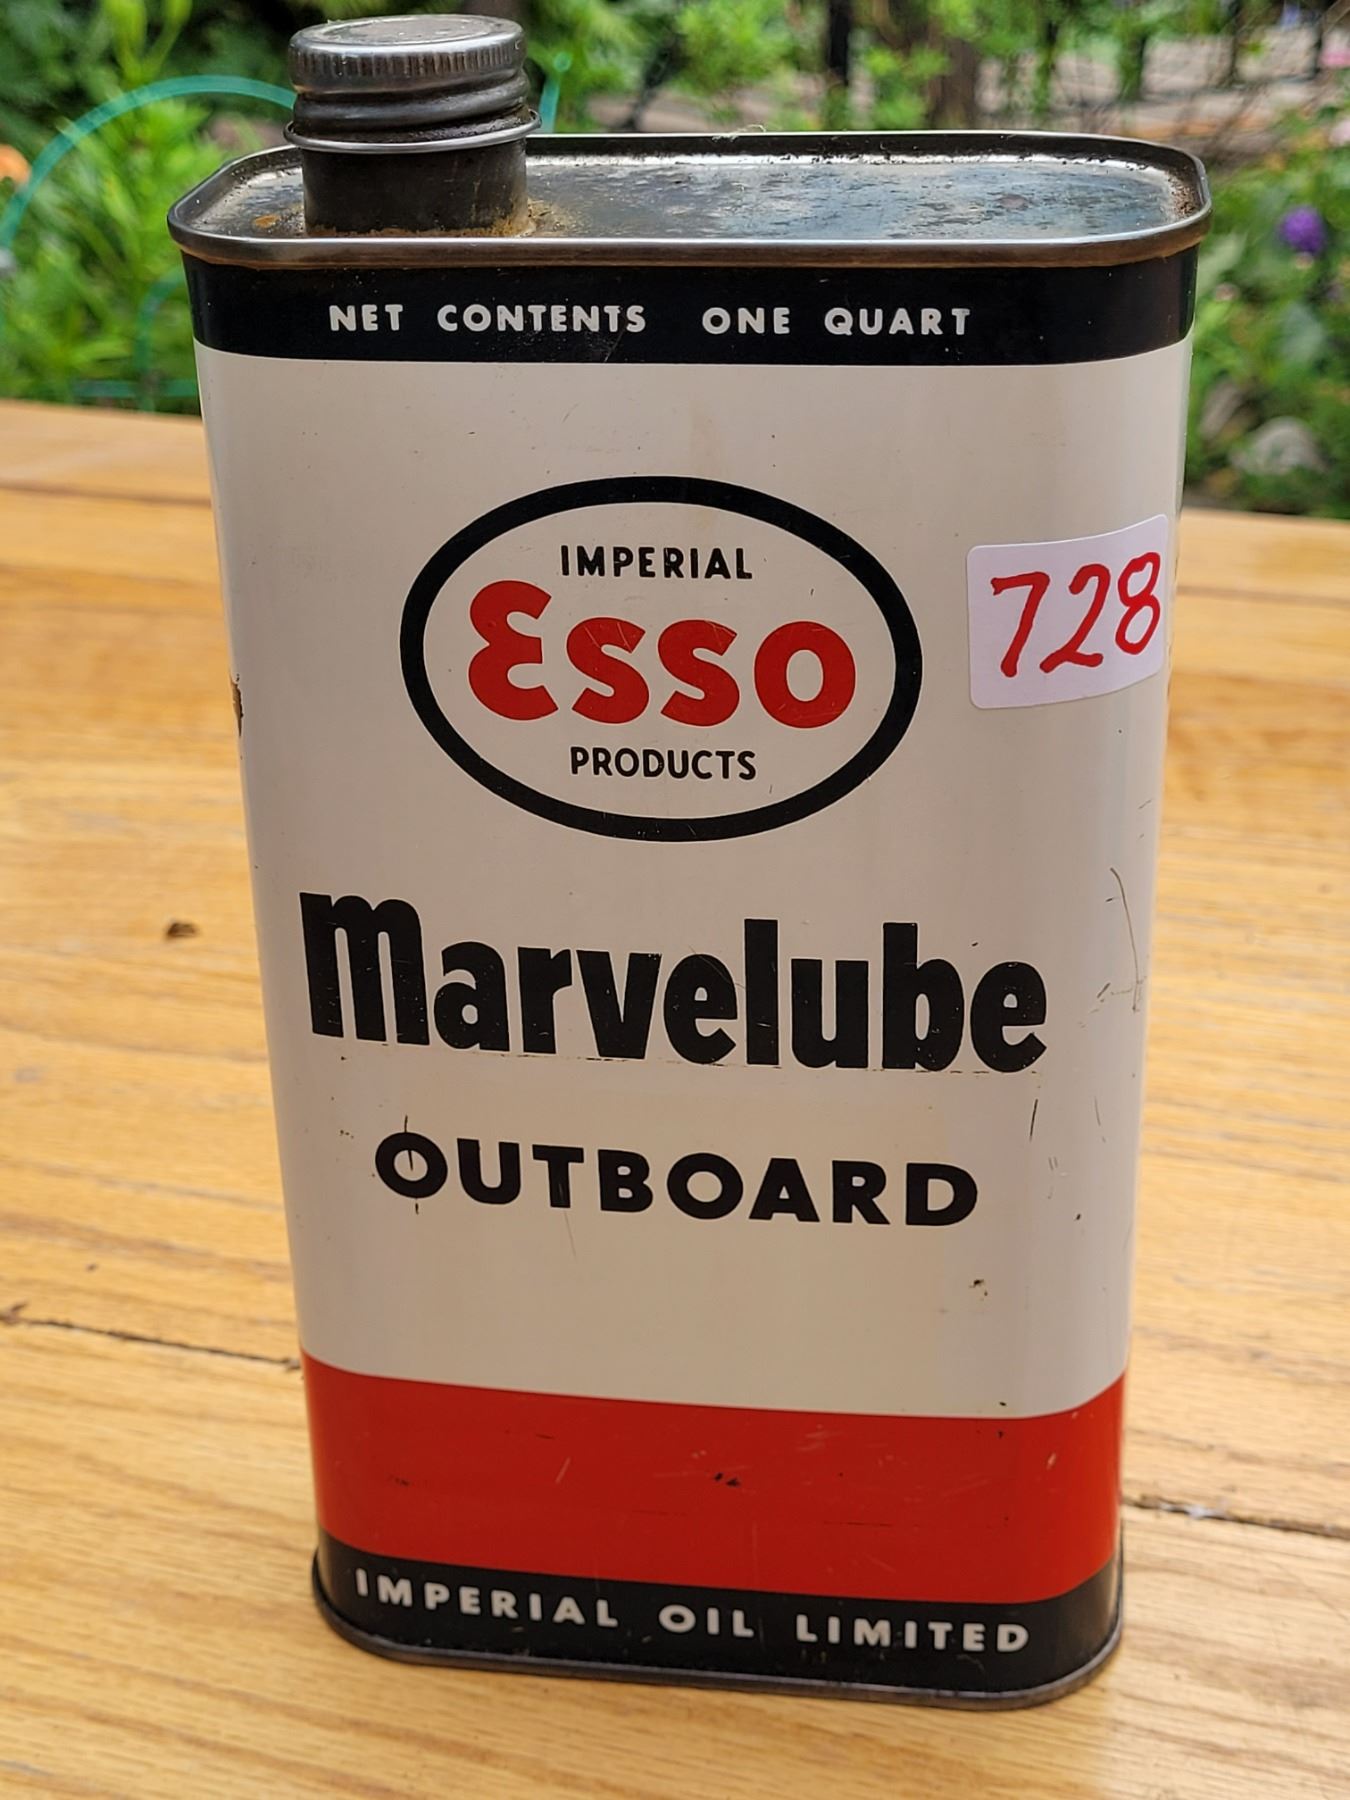 NET CONTENTS ONE QUART
IMPERIAL
Esso
PRODUCTS
728
Marvelube
OUTBOARD
IMPERIAL OIL LIMITED